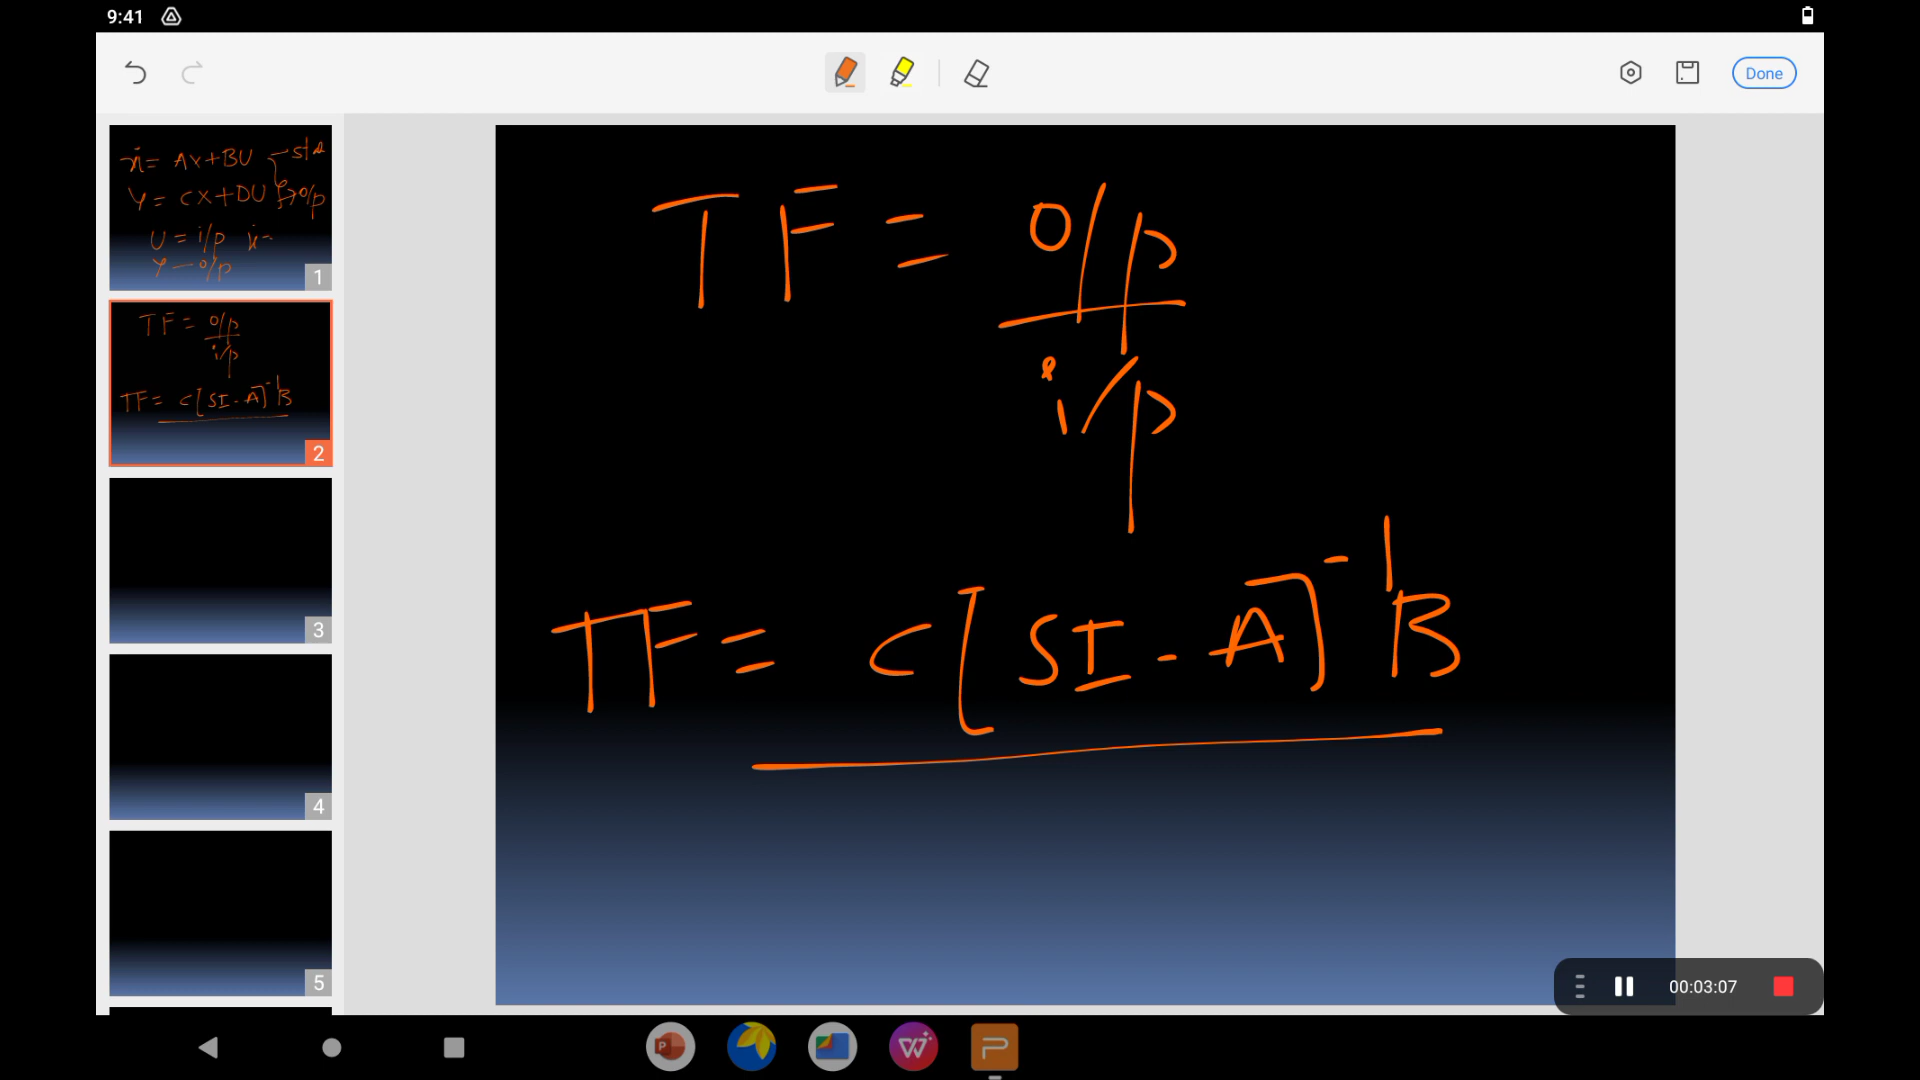 9:41
Done
ẋ = AX+BU
Y = CX+DU → o/p
U = i/p ẋ=
Y — o/p
1
TF = o/p
i/p
TF = C[SI-A]⁻¹B
2
3
4
5
TF = o/p
i/p
TF = C[SI-A]⁻¹B
00:03:07